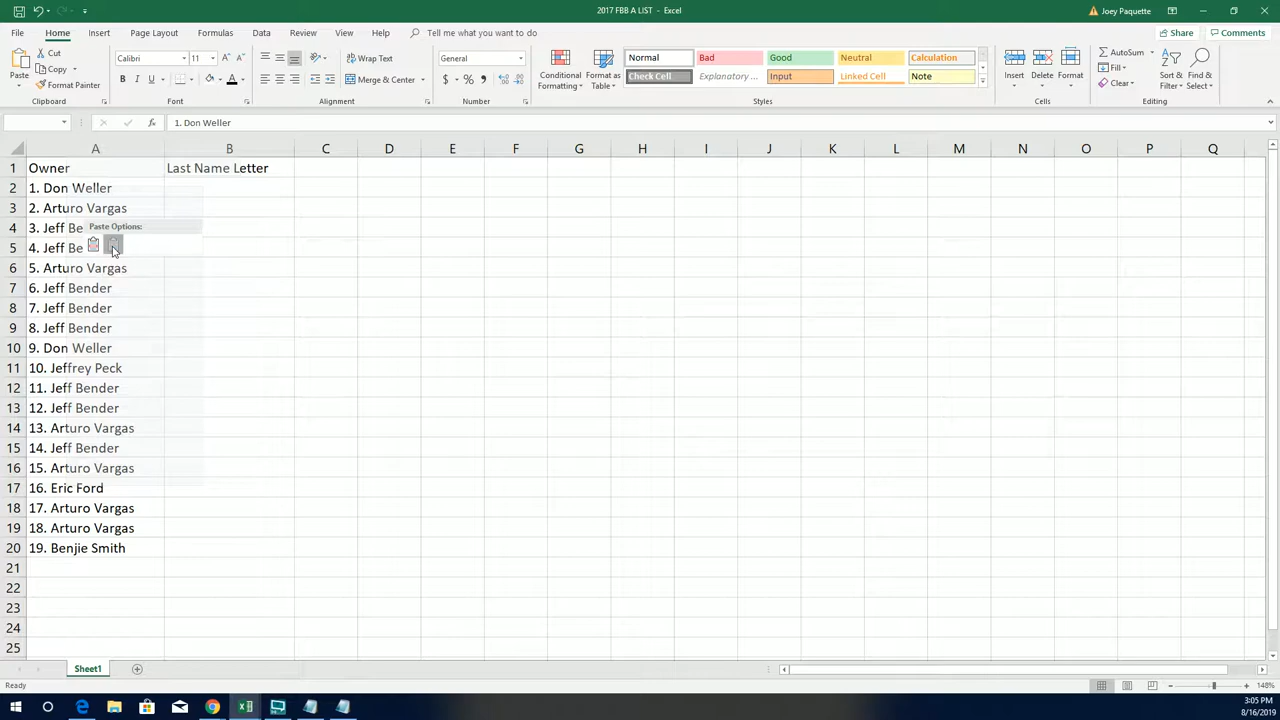 2017 FBB A LIST - Excel
Joey Paquette
File Home Insert Page Layout Formulas Data Review View Help Tell me what you want to do
Share Comments
Paste
Cut
Copy
Format Painter
Clipboard
Calibri 11
B I U
Font
Wrap Text
Merge & Center
Alignment
General
$ % 9
Number
Conditional Formatting
Format as Table
Normal Bad Good Neutral Calculation
Check Cell Explanatory ... Input Linked Cell Note
Styles
Insert Delete Format
Cells
AutoSum
Fill
Clear
Sort & Filter
Find & Select
Editing
fx 1. Don Weller
A B C D E F G H I J K L M N O P Q
1 Owner Last Name Letter
2 1. Don Weller
3 2. Arturo Vargas
4 3. Jeff Be
Paste Options:
5 4. Jeff Be
6 5. Arturo Vargas
7 6. Jeff Bender
8 7. Jeff Bender
9 8. Jeff Bender
10 9. Don Weller
11 10. Jeffrey Peck
12 11. Jeff Bender
13 12. Jeff Bender
14 13. Arturo Vargas
15 14. Jeff Bender
16 15. Arturo Vargas
17 16. Eric Ford
18 17. Arturo Vargas
19 18. Arturo Vargas
20 19. Benjie Smith
21
22
23
24
25
Sheet1
Ready
148%
3:05 PM
8/16/2019